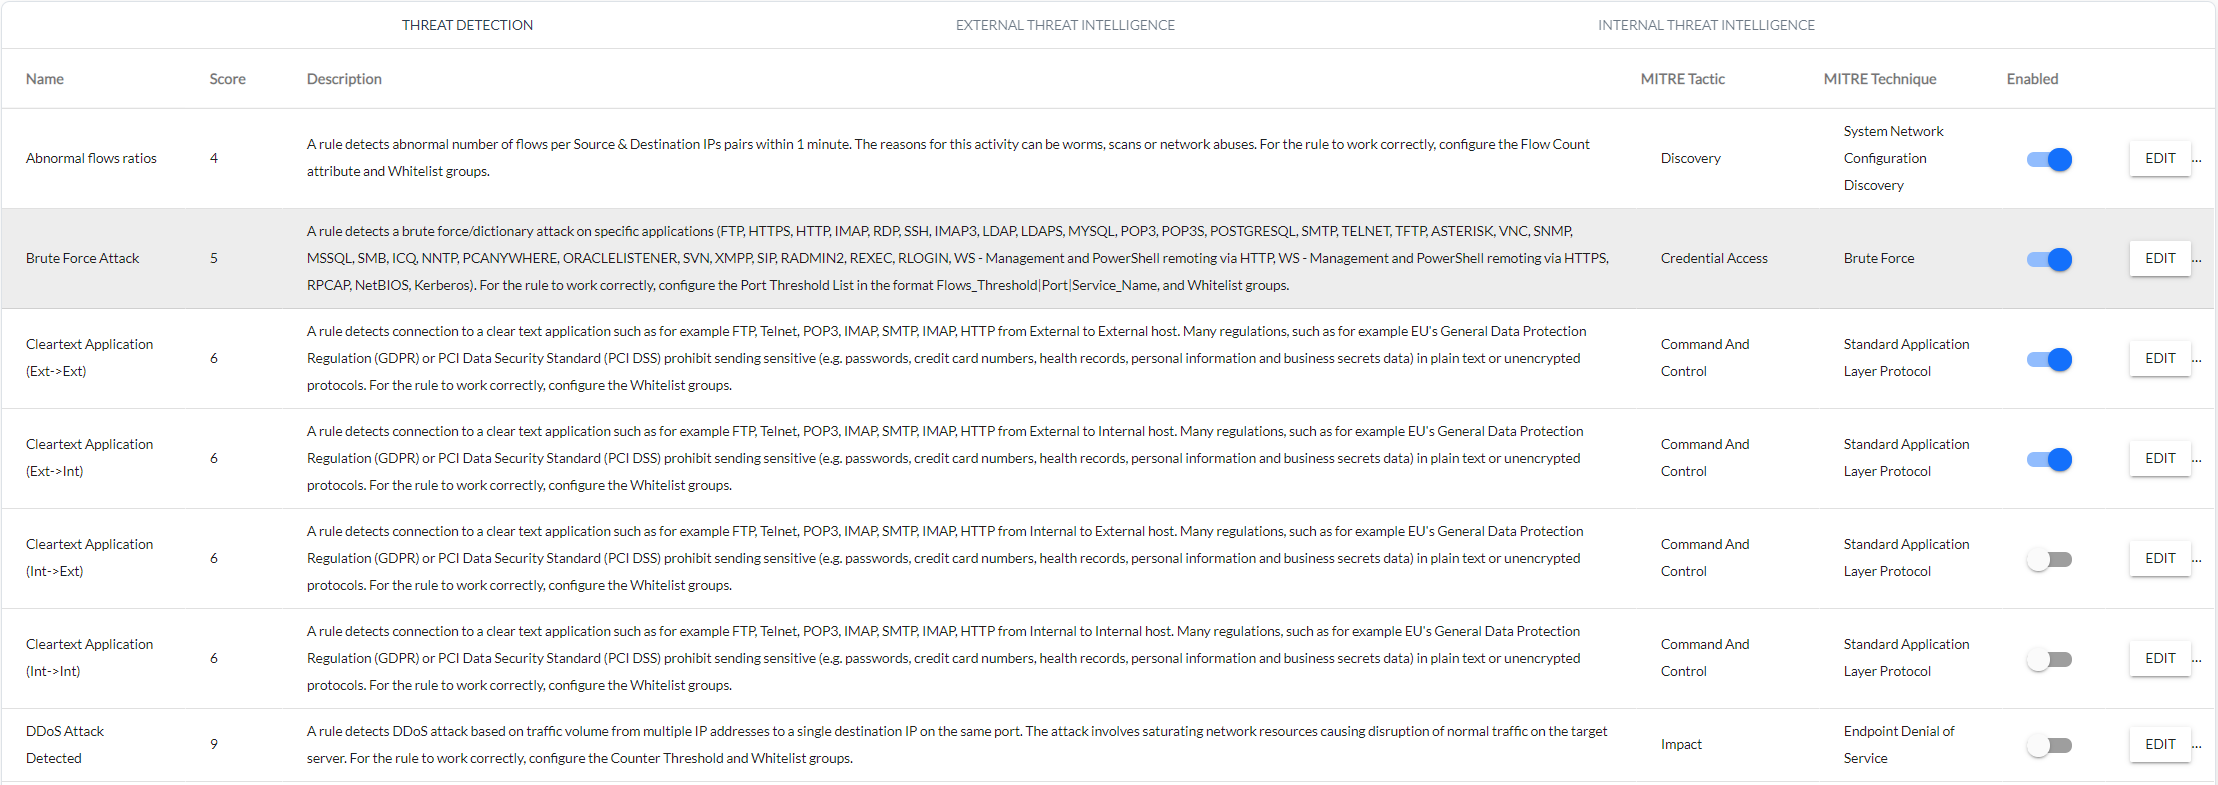 THREAT DETECTION EXTERNAL THREAT INTELLIGENCE INTERNAL THREAT INTELLIGENCE
Name Score Description MITRE Tactic MITRE Technique Enabled
Abnormal flows ratios
4
A rule detects abnormal number of flows per Source & Destination IPs pairs within 1 minute. The reasons for this activity can be worms, scans or network abuses. For the rule to work correctly, configure the Flow Count
attribute and Whitelist groups.
Discovery
System Network
Configuration
Discovery
EDIT ...
Brute Force Attack
5
A rule detects a brute force/dictionary attack on specific applications (FTP, HTTPS, HTTP, IMAP, RDP, SSH, IMAP3, LDAP, LDAPS, MYSQL, POP3, POP3S, POSTGRESQL, SMTP, TELNET, TFTP, ASTERISK, VNC, SNMP,
MSSQL, SMB, ICQ, NNTP, PCANYWHERE, ORACLELISTENER, SVN, XMPP, SIP, RADMIN2, REXEC, RLOGIN, WS - Management and PowerShell remoting via HTTP, WS - Management and PowerShell remoting via HTTPS,
RPCAP, NetBIOS, Kerberos). For the rule to work correctly, configure the Port Threshold List in the format Flows_Threshold|Port|Service_Name, and Whitelist groups.
Credential Access
Brute Force
EDIT ...
Cleartext Application
(Ext->Ext)
6
A rule detects connection to a clear text application such as for example FTP, Telnet, POP3, IMAP, SMTP, IMAP, HTTP from External to External host. Many regulations, such as for example EU's General Data Protection
Regulation (GDPR) or PCI Data Security Standard (PCI DSS) prohibit sending sensitive (e.g. passwords, credit card numbers, health records, personal information and business secrets data) in plain text or unencrypted
protocols. For the rule to work correctly, configure the Whitelist groups.
Command And
Control
Standard Application
Layer Protocol
EDIT ...
Cleartext Application
(Ext->Int)
6
A rule detects connection to a clear text application such as for example FTP, Telnet, POP3, IMAP, SMTP, IMAP, HTTP from External to Internal host. Many regulations, such as for example EU's General Data Protection
Regulation (GDPR) or PCI Data Security Standard (PCI DSS) prohibit sending sensitive (e.g. passwords, credit card numbers, health records, personal information and business secrets data) in plain text or unencrypted
protocols. For the rule to work correctly, configure the Whitelist groups.
Command And
Control
Standard Application
Layer Protocol
EDIT ...
Cleartext Application
(Int->Ext)
6
A rule detects connection to a clear text application such as for example FTP, Telnet, POP3, IMAP, SMTP, IMAP, HTTP from Internal to External host. Many regulations, such as for example EU's General Data Protection
Regulation (GDPR) or PCI Data Security Standard (PCI DSS) prohibit sending sensitive (e.g. passwords, credit card numbers, health records, personal information and business secrets data) in plain text or unencrypted
protocols. For the rule to work correctly, configure the Whitelist groups.
Command And
Control
Standard Application
Layer Protocol
EDIT ...
Cleartext Application
(Int->Int)
6
A rule detects connection to a clear text application such as for example FTP, Telnet, POP3, IMAP, SMTP, IMAP, HTTP from Internal to Internal host. Many regulations, such as for example EU's General Data Protection
Regulation (GDPR) or PCI Data Security Standard (PCI DSS) prohibit sending sensitive (e.g. passwords, credit card numbers, health records, personal information and business secrets data) in plain text or unencrypted
protocols. For the rule to work correctly, configure the Whitelist groups.
Command And
Control
Standard Application
Layer Protocol
EDIT ...
DDoS Attack
Detected
9
A rule detects DDoS attack based on traffic volume from multiple IP addresses to a single destination IP on the same port. The attack involves saturating network resources causing disruption of normal traffic on the target
server. For the rule to work correctly, configure the Counter Threshold and Whitelist groups.
Impact
Endpoint Denial of
Service
EDIT ...